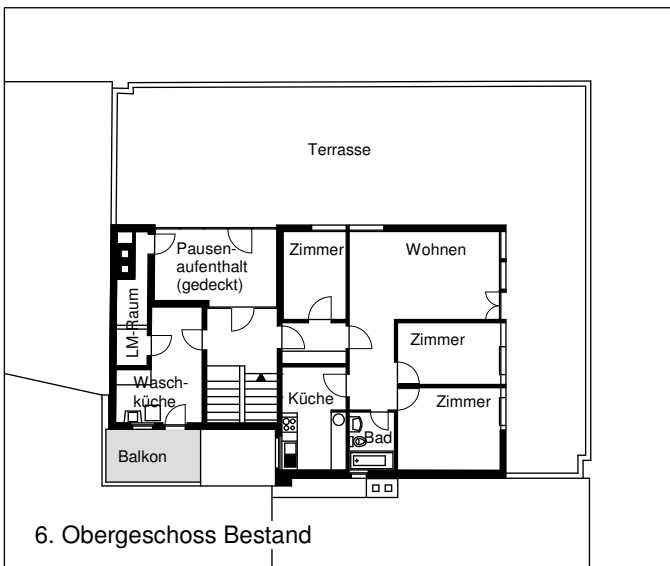 Terrasse
Pausen-
aufenthalt
(gedeckt)
Zimmer
Wohnen
LM-Raum
Zimmer
Wasch-
küche
Küche
Zimmer
Bad
Balkon
6. Obergeschoss Bestand